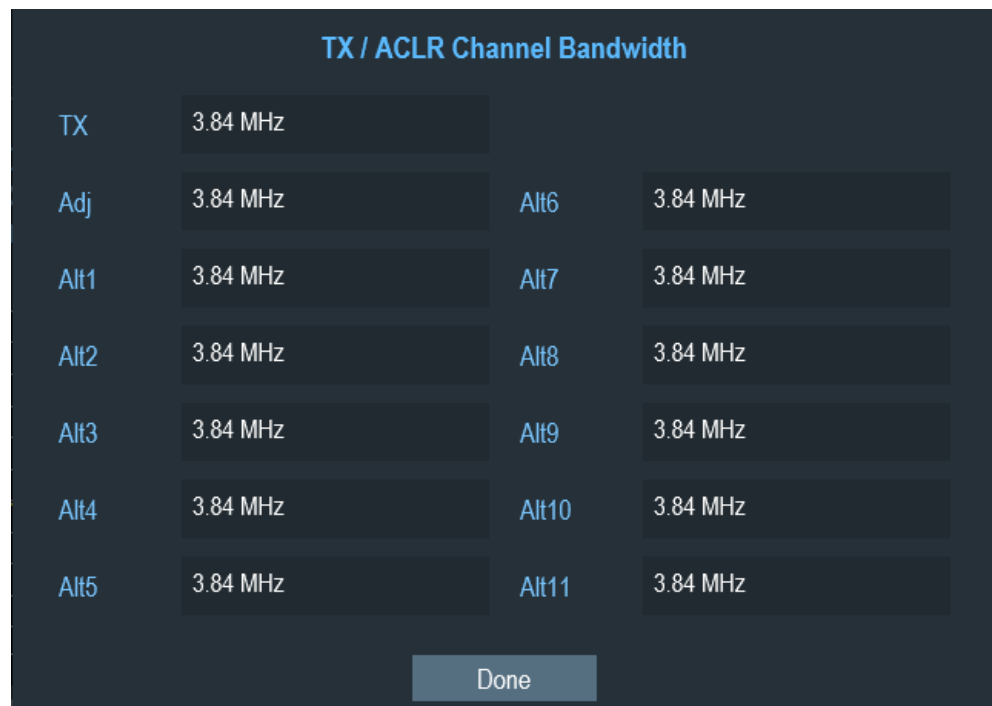 TX / ACLR Channel Bandwidth
TX 3.84 MHz
Adj 3.84 MHz Alt6 3.84 MHz
Alt1 3.84 MHz Alt7 3.84 MHz
Alt2 3.84 MHz Alt8 3.84 MHz
Alt3 3.84 MHz Alt9 3.84 MHz
Alt4 3.84 MHz Alt10 3.84 MHz
Alt5 3.84 MHz Alt11 3.84 MHz
Done